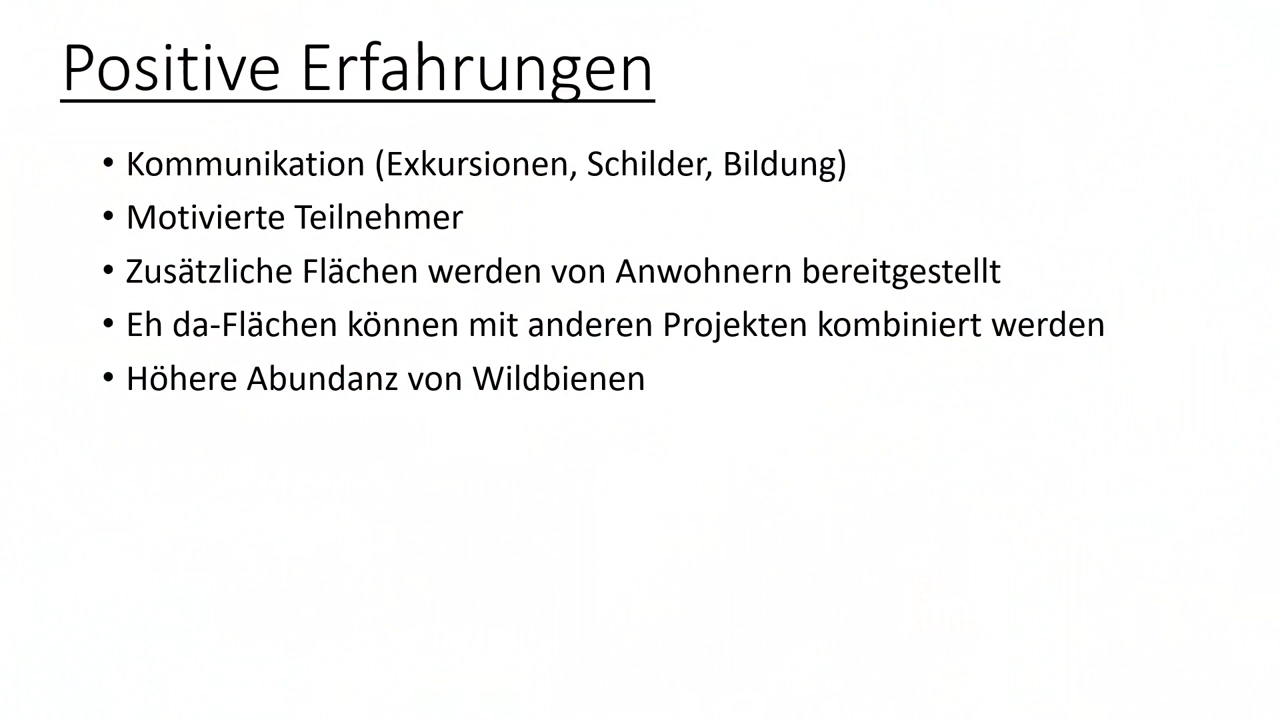 Positive Erfahrungen
• Kommunikation (Exkursionen, Schilder, Bildung)
• Motivierte Teilnehmer
• Zusätzliche Flächen werden von Anwohnern bereitgestellt
• Eh da-Flächen können mit anderen Projekten kombiniert werden
• Höhere Abundanz von Wildbienen